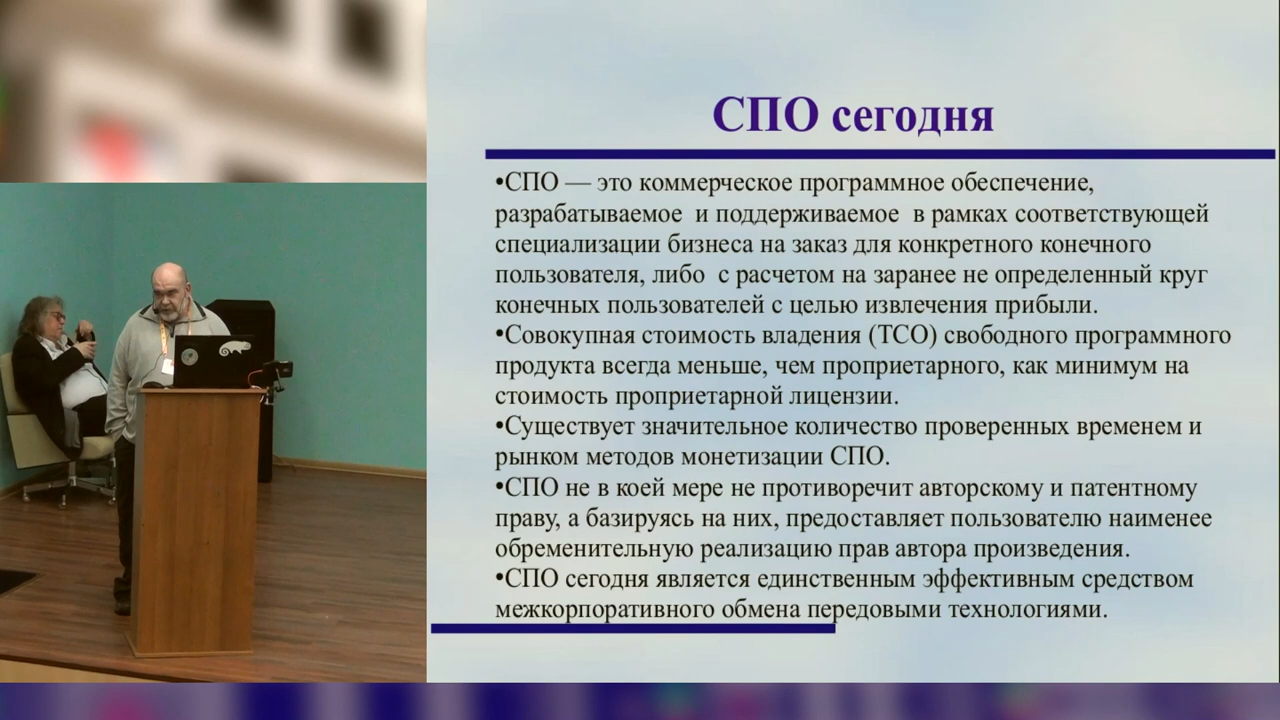 СПО сегодня
•СПО — это коммерческое программное обеспечение,
разрабатываемое и поддерживаемое в рамках соответствующей
специализации бизнеса на заказ для конкретного конечного
пользователя, либо с расчетом на заранее не определенный круг
конечных пользователей с целью извлечения прибыли.
•Совокупная стоимость владения (ТСО) свободного программного
продукта всегда меньше, чем проприетарного, как минимум на
стоимость проприетарной лицензии.
•Существует значительное количество проверенных временем и
рынком методов монетизации СПО.
•СПО не в коей мере не противоречит авторскому и патентному
праву, а базируясь на них, предоставляет пользователю наименее
обременительную реализацию прав автора произведения.
•СПО сегодня является единственным эффективным средством
межкорпоративного обмена передовыми технологиями.